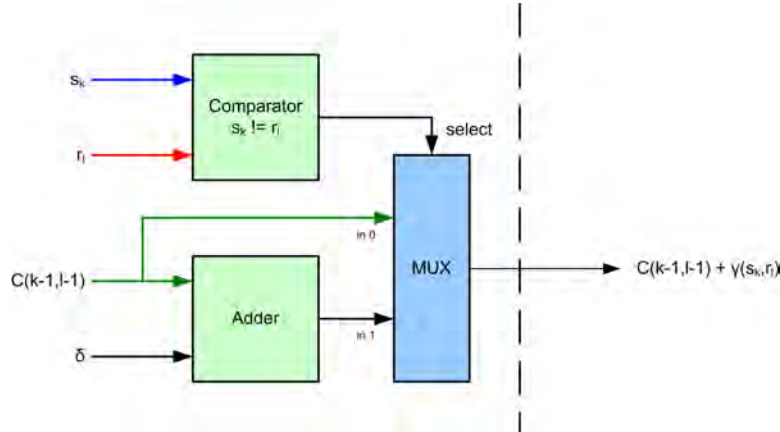 sₖ
Comparator
sₖ != rₗ
select
rₗ
in 0
C(k-1,l-1)
MUX
C(k-1,l-1) + γ(sₖ,rₗ)
Adder
in 1
δ